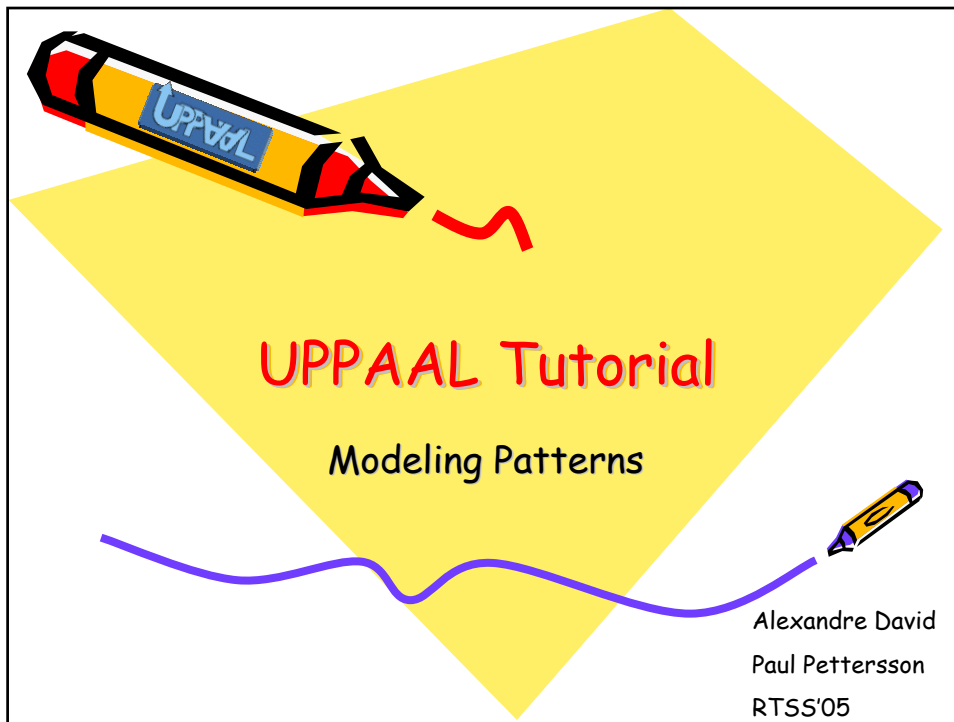 UPPAAL
UPPAAL Tutorial
Modeling Patterns
Alexandre David
Paul Pettersson
RTSS'05